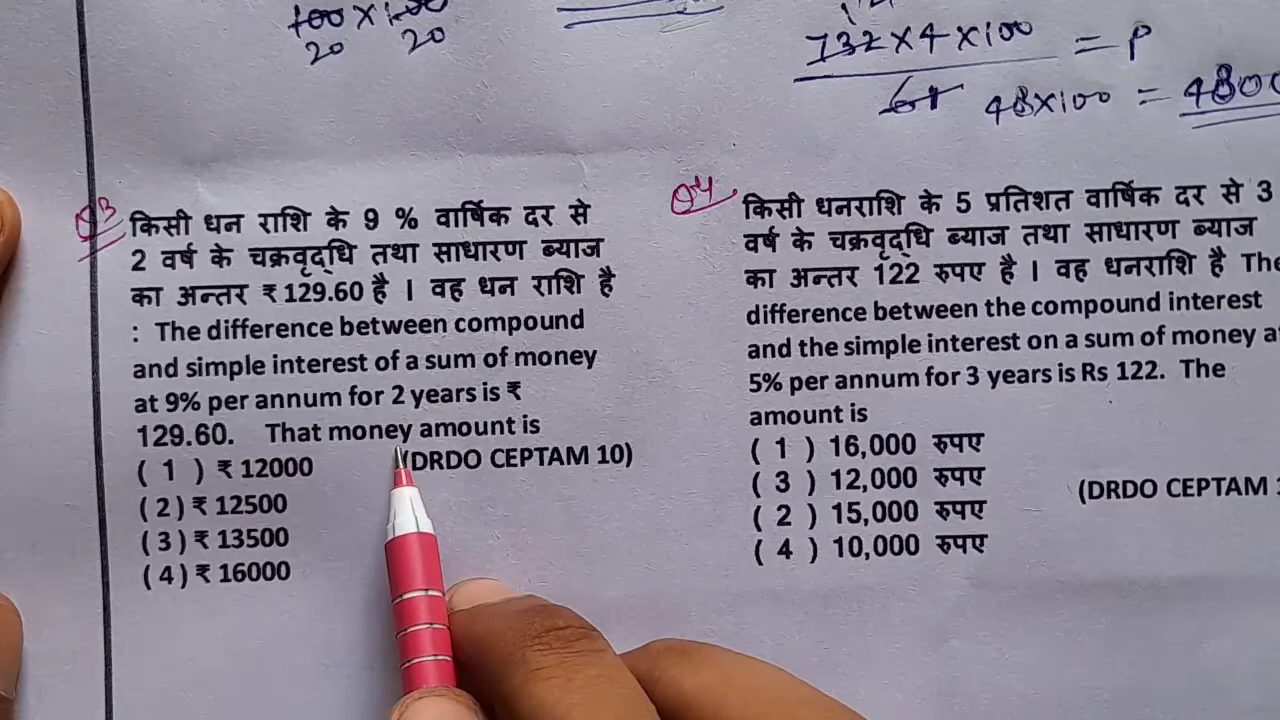 100×100
20 20
732×4×100 = P
61 48×100 = 4800
Q3
किसी धन राशि के 9 % वार्षिक दर से
2 वर्ष के चक्रवृद्धि तथा साधारण ब्याज
का अन्तर ₹129.60 है । वह धन राशि है
: The difference between compound
and simple interest of a sum of money
at 9% per annum for 2 years is ₹
129.60. That money amount is
(DRDO CEPTAM 10)
( 1 ) ₹ 12000
(2) ₹ 12500
(3) ₹ 13500
(4) ₹ 16000
Q4
किसी धनराशि के 5 प्रतिशत वार्षिक दर से 3
वर्ष के चक्रवृद्धि ब्याज तथा साधारण ब्याज
का अन्तर 122 रुपए है । वह धनराशि है The
difference between the compound interest
and the simple interest on a sum of money a
5% per annum for 3 years is Rs 122. The
amount is
( 1 ) 16,000 रुपए
( 3 ) 12,000 रुपए
(DRDO CEPTAM 1
( 2 ) 15,000 रुपए
( 4 ) 10,000 रुपए